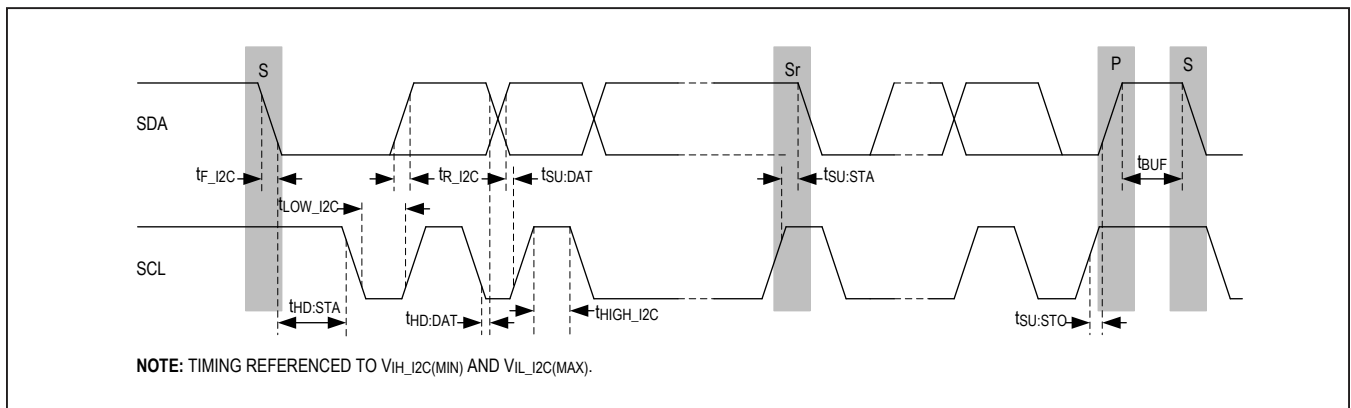 S Sr P S
SDA
tF_I2C tR_I2C tSU:DAT tSU:STA tBUF
tLOW_I2C
SCL
tHD:STA tHD:DAT tHIGH_I2C tSU:STO
NOTE: TIMING REFERENCED TO VIH_I2C(MIN) AND VIL_I2C(MAX).